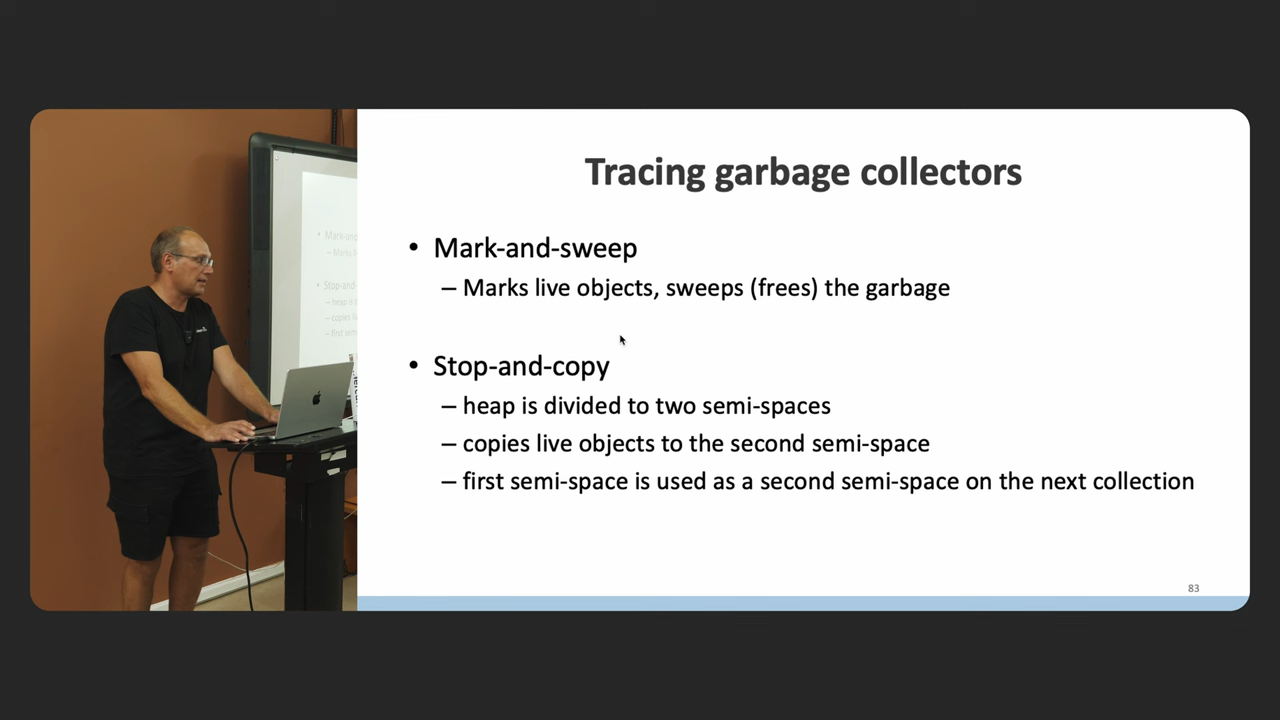 Tracing garbage collectors
• Mark-and-sweep
– Marks live objects, sweeps (frees) the garbage
• Stop-and-copy
– heap is divided to two semi-spaces
– copies live objects to the second semi-space
– first semi-space is used as a second semi-space on the next collection
83